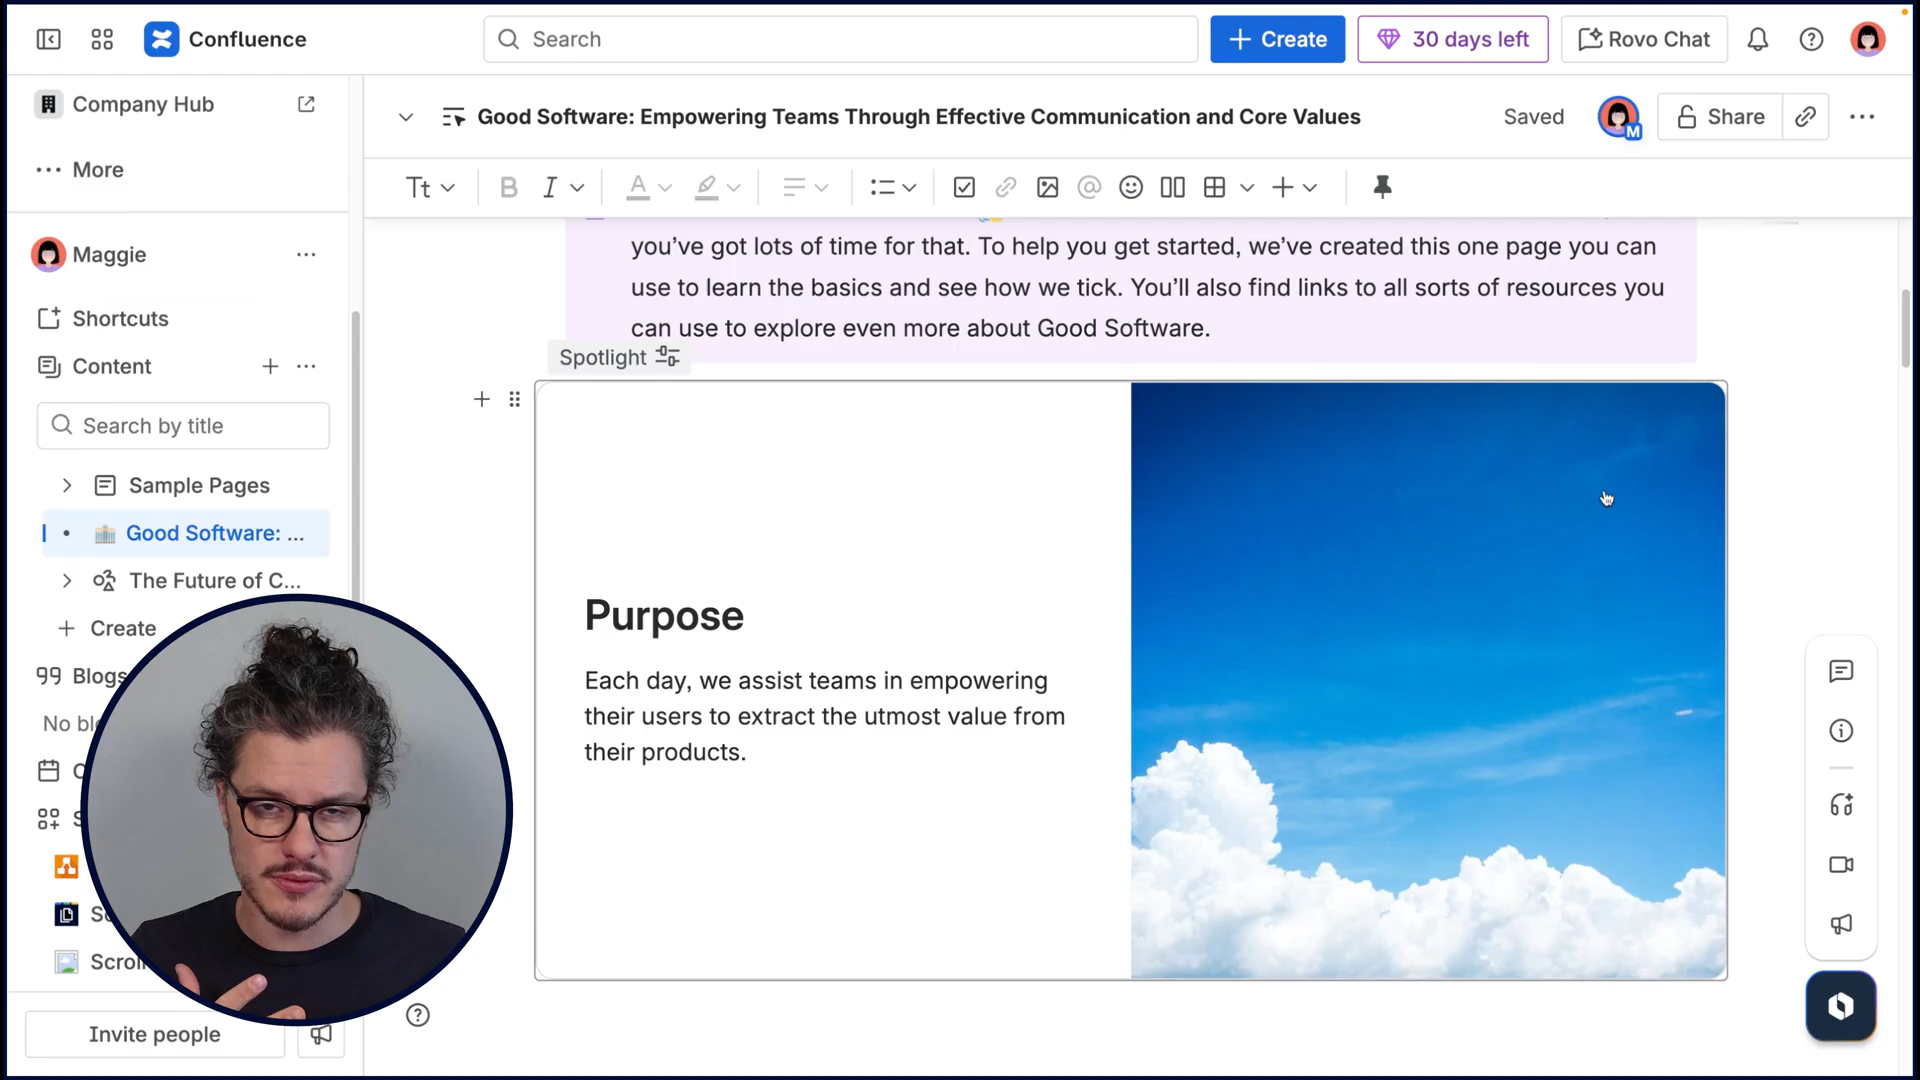 Confluence
Search
Create
30 days left
Rovo Chat
Company Hub
More
Good Software: Empowering Teams Through Effective Communication and Core Values
Saved
M
Share
Tt
B
I
A
Maggie
Shortcuts
Content
Search by title
Sample Pages
Good Software: ...
The Future of C...
Create
Blogs
No bl
Scroll
Invite people
you’ve got lots of time for that. To help you get started, we’ve created this one page you can
use to learn the basics and see how we tick. You’ll also find links to all sorts of resources you
can use to explore even more about Good Software.
Spotlight
Purpose
Each day, we assist teams in empowering
their users to extract the utmost value from
their products.